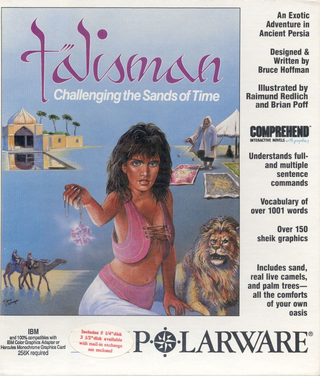 talisman
Challenging the Sands of Time
An Exotic
Adventure in
Ancient Persia
Designed &
Written by
Bruce Hoffman
Illustrated by
Raimund Redlich
and Brian Poff
COMPREHEND™
INTERACTIVE NOVELS with graphics
Understands full-
and multiple
sentence
commands
Vocabulary of
over 1001 words
Over 150
sheik graphics
Includes sand,
real live camels,
and palm trees—
all the comforts
of your own
oasis
IBM
and 100% compatibles with
IBM Color Graphics Adapter or
Hercules Monochrome Graphics Card
256K required
Includes 5 1/4" disk
3 1/2" disk available
with mail-in exchange
see enclosed
POLARWARE®